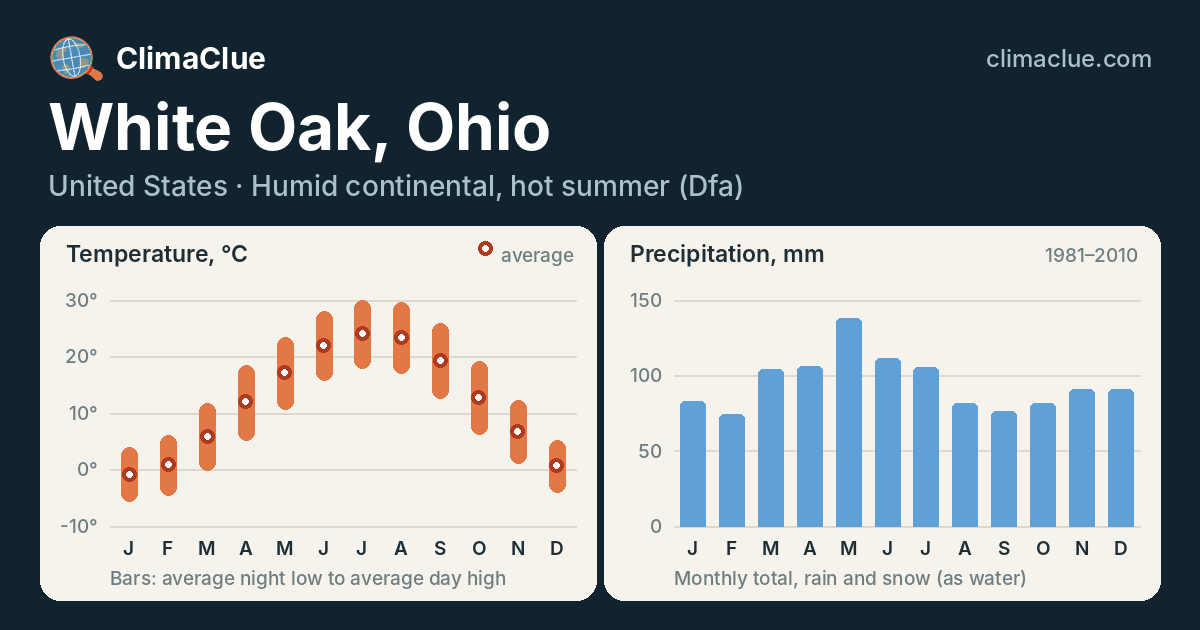 ClimaClue
climaclue.com
White Oak, Ohio
United States · Humid continental, hot summer (Dfa)
Temperature, °C
average
30°
20°
10°
0°
-10°
J F M A M J J A S O N D
Bars: average night low to average day high
Precipitation, mm
1981–2010
150
100
50
0
J F M A M J J A S O N D
Monthly total, rain and snow (as water)